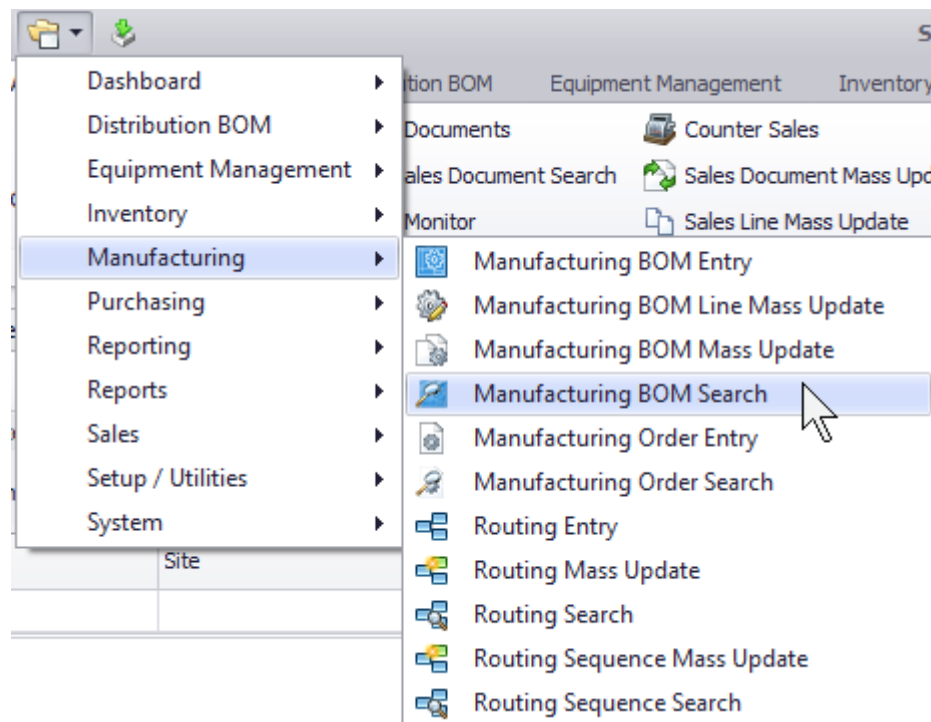 Dashboard
Distribution BOM
Equipment Management
Inventory
Manufacturing
Purchasing
Reporting
Reports
Sales
Setup / Utilities
System
BOM Equipment Management Inventory
Documents Counter Sales
Sales Document Search Sales Document Mass
Monitor Sales Line Mass Update
Manufacturing BOM Entry
Manufacturing BOM Line Mass Update
Manufacturing BOM Mass Update
Manufacturing BOM Search
Manufacturing Order Entry
Manufacturing Order Search
Routing Entry
Routing Mass Update
Routing Search
Routing Sequence Mass Update
Routing Sequence Search
Site